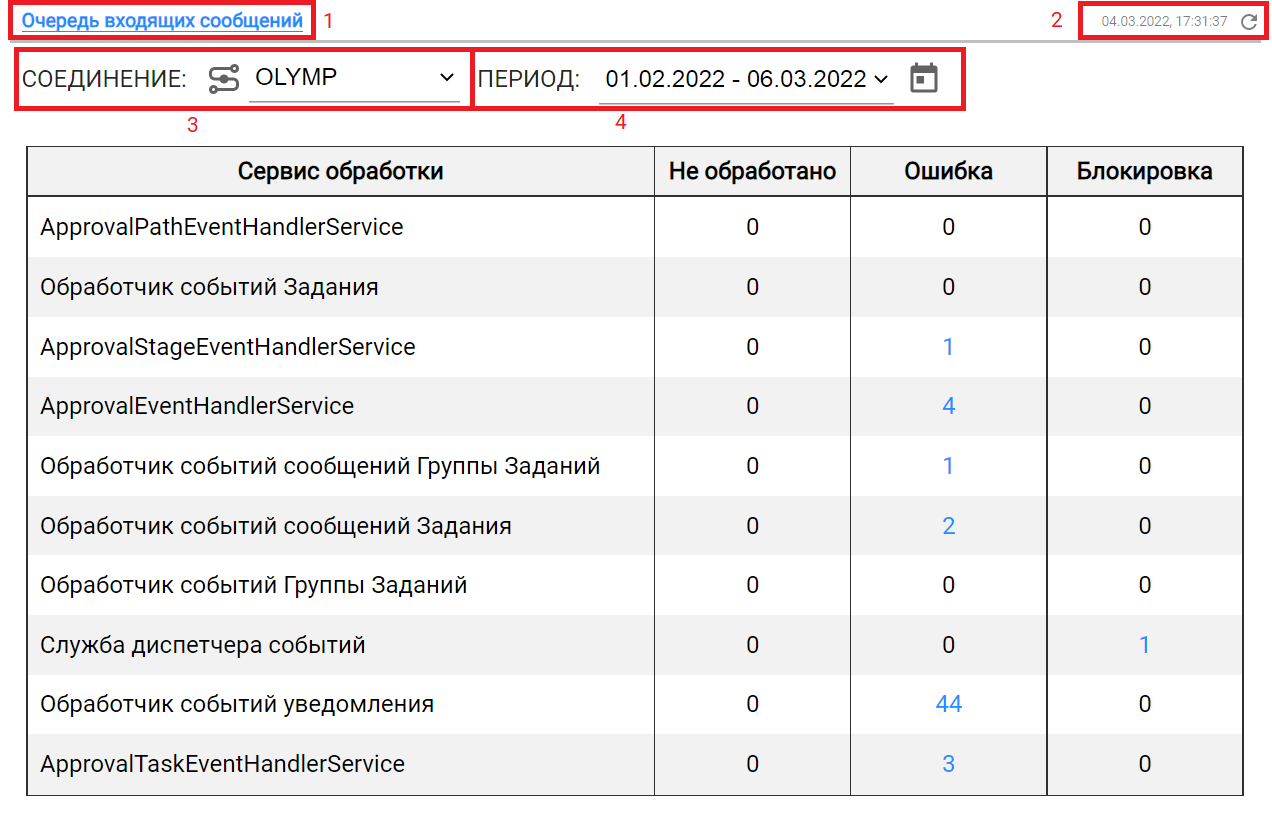 Очередь входящих сообщений 1 2 04.03.2022, 17:31:37
СОЕДИНЕНИЕ: OLYMP ПЕРИОД: 01.02.2022 - 06.03.2022
3 4
Сервис обработки Не обработано Ошибка Блокировка
ApprovalPathEventHandlerService 0 0 0
Обработчик событий Задания 0 0 0
ApprovalStageEventHandlerService 0 1 0
ApprovalEventHandlerService 0 4 0
Обработчик событий сообщений Группы Заданий 0 1 0
Обработчик событий сообщений Задания 0 2 0
Обработчик событий Группы Заданий 0 0 0
Служба диспетчера событий 0 0 1
Обработчик событий уведомления 0 44 0
ApprovalTaskEventHandlerService 0 3 0